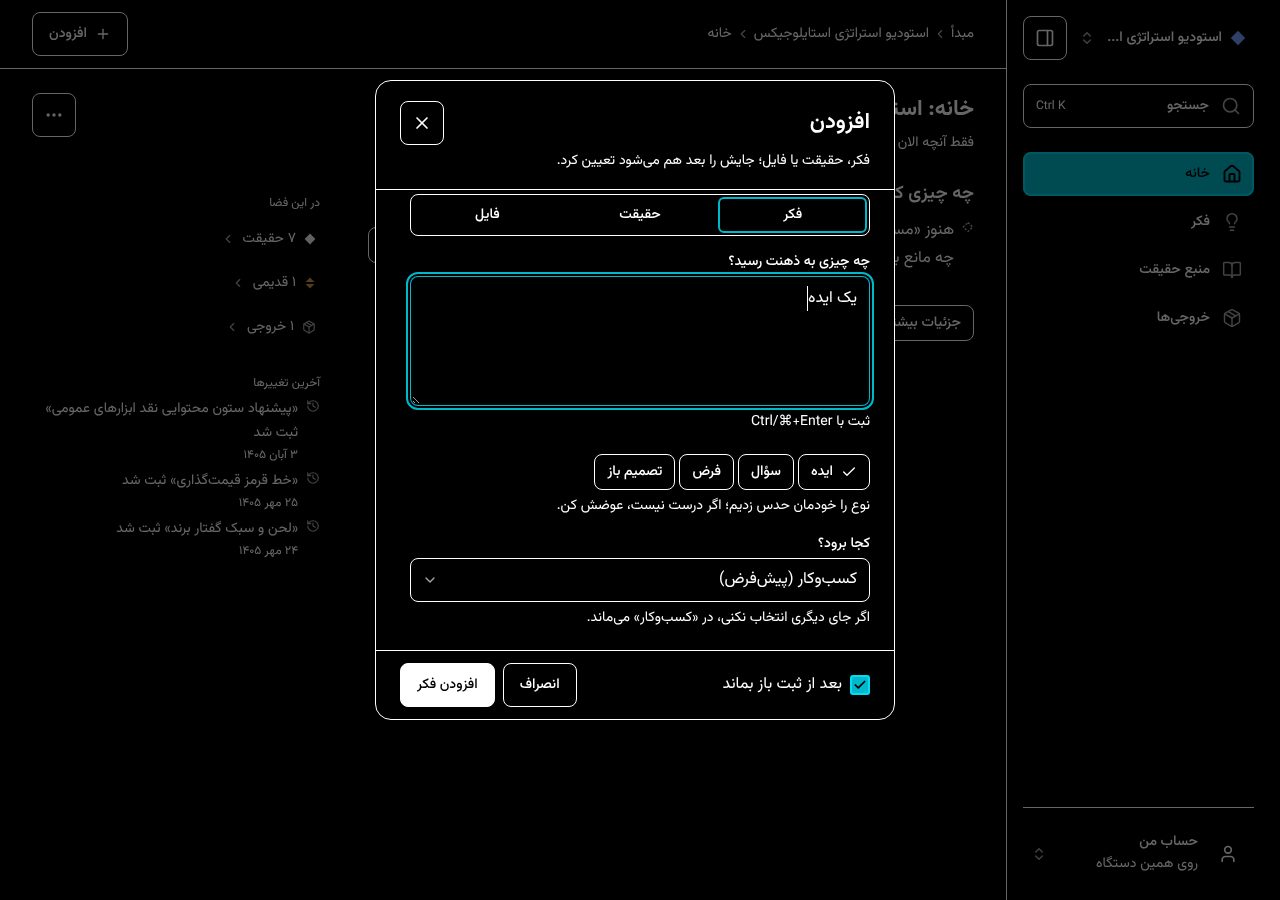 استودیو استراتژی ا...
جستجو
Ctrl K
خانه
فکر
منبع حقیقت
خروجی‌ها
حساب من
روی همین دستگاه
مبدأ
استودیو استراتژی استایلوجیکس
خانه
افزودن
خانه:
فقط آنچه الان
چه چیزی
هنوز
چه مانع
جزئیات
در این فضا
۷ حقیقت
۱ قدیمی
۱ خروجی
آخرین تغییرها
«پیشنهاد ستون محتوایی نقد ابزارهای عمومی»
ثبت شد
۳ آبان ۱۴۰۵
«خط قرمز قیمت‌گذاری» ثبت شد
۲۵ مهر ۱۴۰۵
«لحن و سبک گفتار برند» ثبت شد
۲۴ مهر ۱۴۰۵
افزودن
فکر، حقیقت یا فایل؛ جایش را بعد هم می‌شود تعیین کرد.
فکر
حقیقت
فایل
چه چیزی به ذهنت رسید؟
یک ایده
ثبت با Ctrl/⌘+Enter
ایده
سؤال
فرض
تصمیم باز
نوع را خودمان حدس زدیم؛ اگر درست نیست، عوضش کن.
کجا برود؟
کسب‌وکار (پیش‌فرض)
اگر جای دیگری انتخاب نکنی، در «کسب‌وکار» می‌ماند.
بعد از ثبت باز بماند
انصراف
افزودن فکر